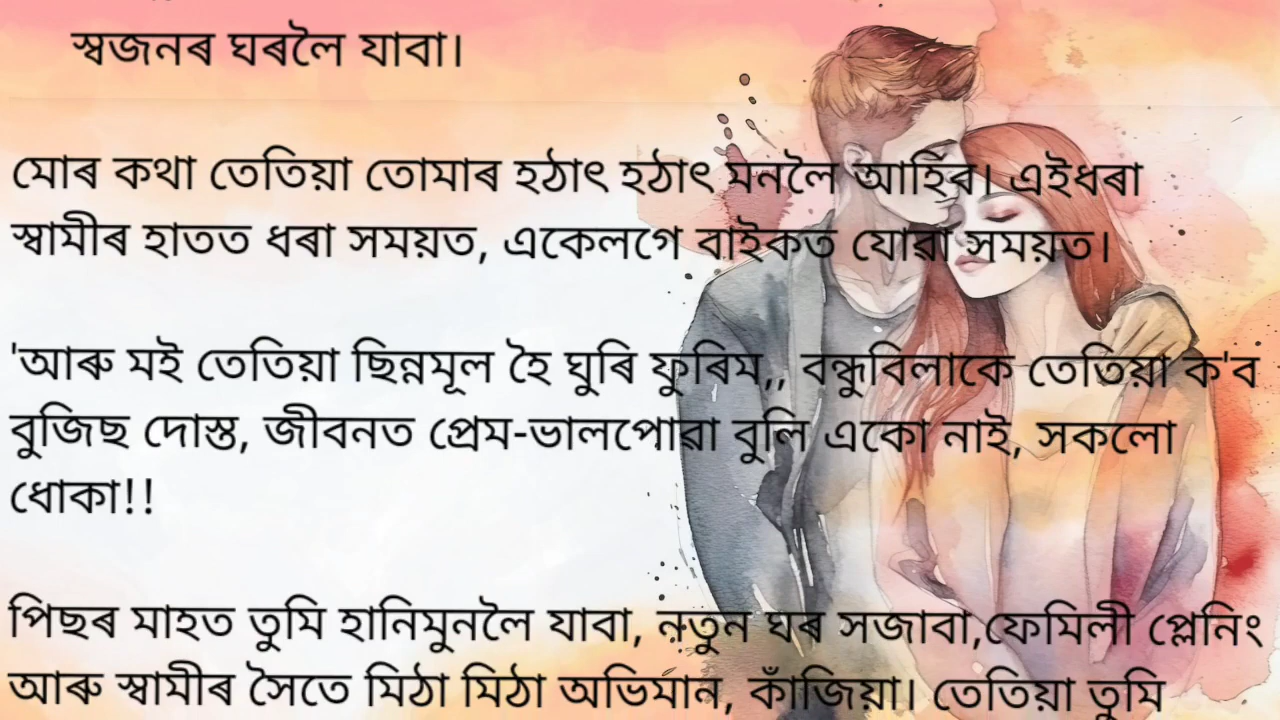 স্বজনৰ ঘৰলৈ যাবা।
মোৰ কথা তেতিয়া তোমাৰ হঠাৎ হঠাৎ মনলৈ আহিব। এইধৰা
স্বামীৰ হাতত ধৰা সময়ত, একেলগে বাইকত যোৱা সময়ত।
'আৰু মই তেতিয়া ছিন্নমূল হৈ ঘুৰি ফুৰিম,, বন্ধুবিলাকে তেতিয়া ক'ব
বুজিছ দোস্ত, জীবনত প্ৰেম-ভালপোৱা বুলি একো নাই, সকলো
ধোকা!!
পিছৰ মাহত তুমি হানিমুনলৈ যাবা, নতুন ঘৰ সজাবা,ফেমিলী প্লেনিং
আৰু স্বামীৰ সৈতে মিঠা মিঠা অভিমান, কাঁজিয়া। তেতিয়া তুমি